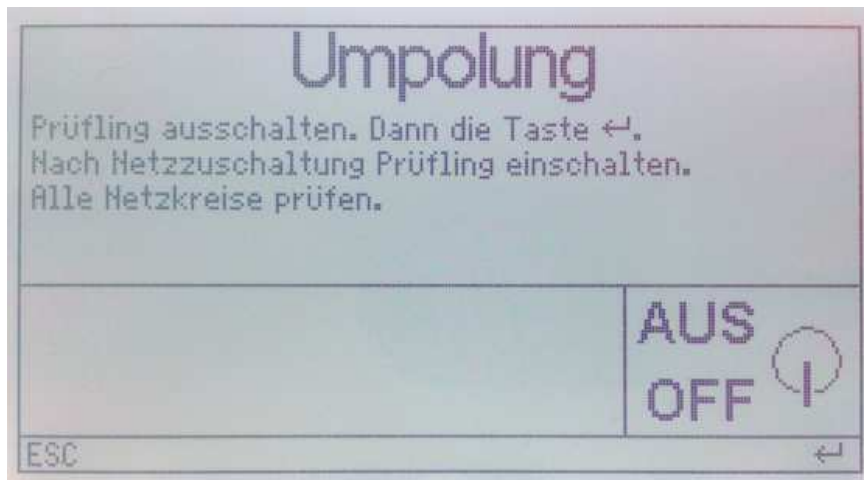 Umpolung
Prüfling ausschalten. Dann die Taste ↵.
Nach Netzzuschaltung Prüfling einschalten.
Alle Netzkreise prüfen.
AUS
OFF
ESC ↵